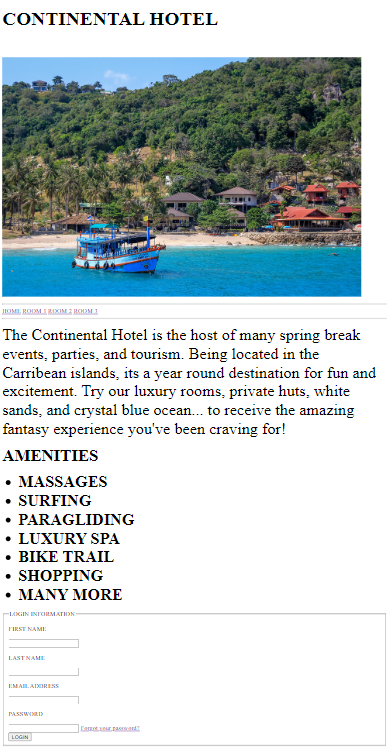 CONTINENTAL HOTEL
HOME ROOM 1 ROOM 2 ROOM 3
The Continental Hotel is the host of many spring break
events, parties, and tourism. Being located in the
Carribean islands, its a year round destination for fun and
excitement. Try our luxury rooms, private huts, white
sands, and crystal blue ocean... to receive the amazing
fantasy experience you've been craving for!
AMENITIES
• MASSAGES
• SURFING
• PARAGLIDING
• LUXURY SPA
• BIKE TRAIL
• SHOPPING
• MANY MORE
LOGIN INFORMATION
FIRST NAME
LAST NAME
EMAIL ADDRESS
PASSWORD
Forgot your password?
LOGIN